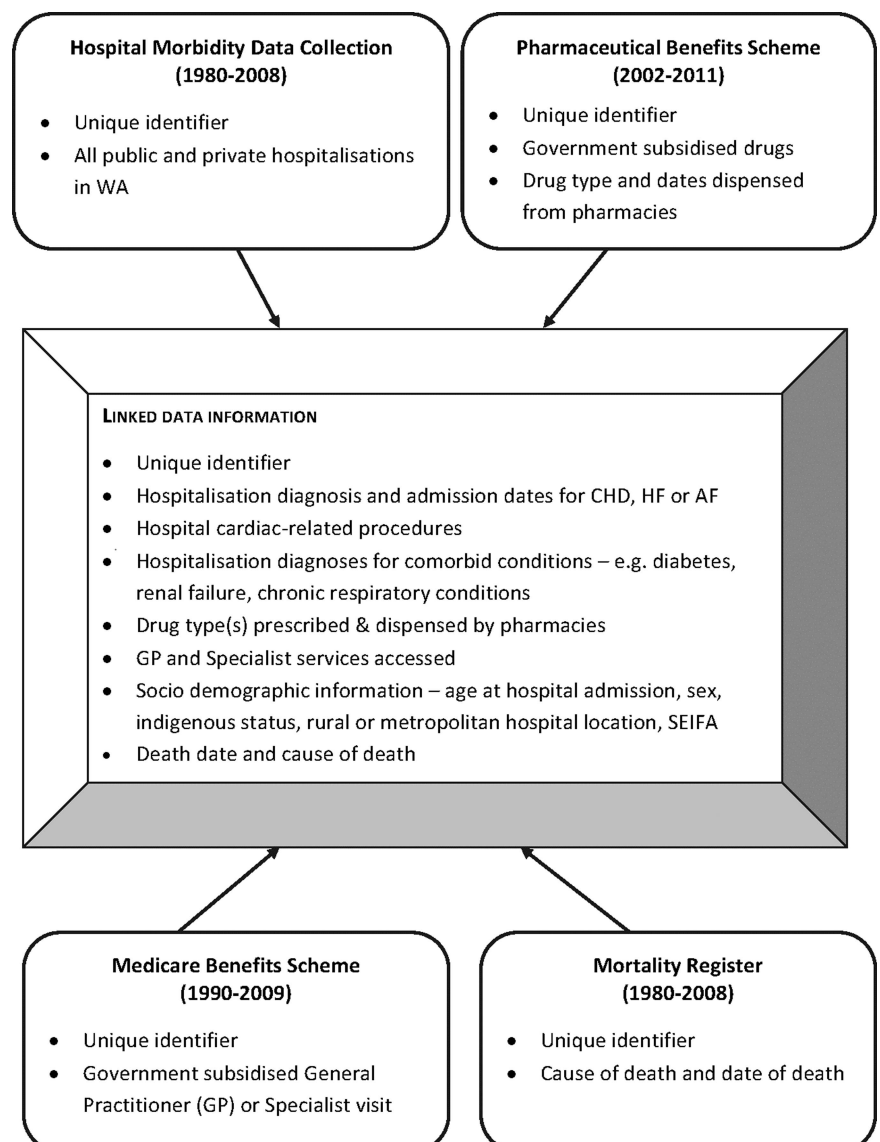 Hospital Morbidity Data Collection
(1980-2008)
• Unique identifier
• All public and private hospitalisations
in WA
Pharmaceutical Benefits Scheme
(2002-2011)
• Unique identifier
• Government subsidised drugs
• Drug type and dates dispensed
from pharmacies
LINKED DATA INFORMATION
• Unique identifier
• Hospitalisation diagnosis and admission dates for CHD, HF or AF
• Hospital cardiac-related procedures
• Hospitalisation diagnoses for comorbid conditions – e.g. diabetes,
renal failure, chronic respiratory conditions
• Drug type(s) prescribed & dispensed by pharmacies
• GP and Specialist services accessed
• Socio demographic information – age at hospital admission, sex,
indigenous status, rural or metropolitan hospital location, SEIFA
• Death date and cause of death
Medicare Benefits Scheme
(1990-2009)
• Unique identifier
• Government subsidised General
Practitioner (GP) or Specialist visit
Mortality Register
(1980-2008)
• Unique identifier
• Cause of death and date of death